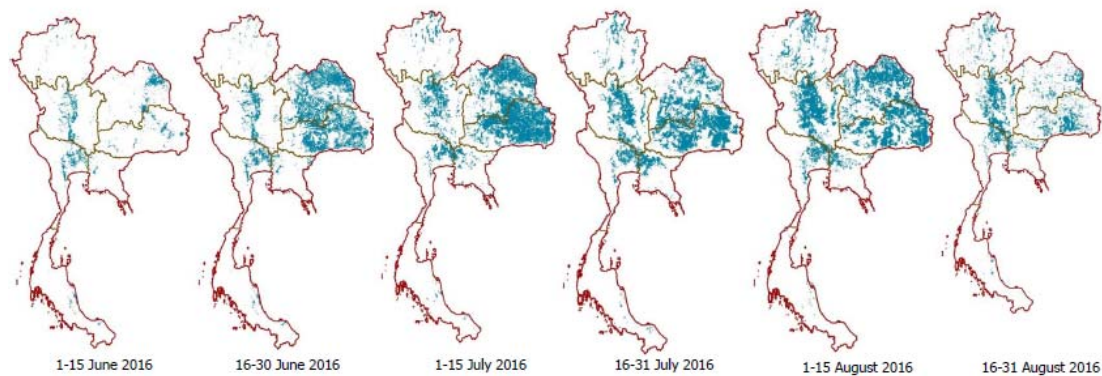 1-15 June 2016
16-30 June 2016
1-15 July 2016
16-31 July 2016
1-15 August 2016
16-31 August 2016